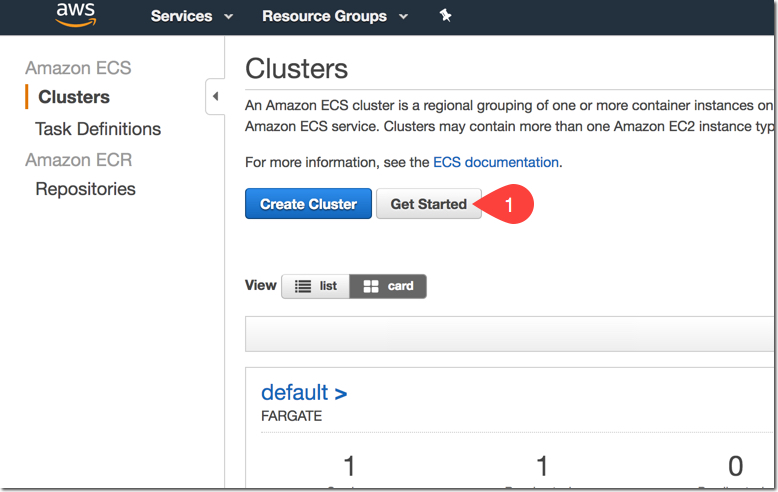 aws
Services
Resource Groups
Amazon ECS
Clusters
Task Definitions
Amazon ECR
Repositories
Clusters
An Amazon ECS cluster is a regional grouping of one or more container instances on
Amazon ECS service. Clusters may contain more than one Amazon EC2 instance typ
For more information, see the ECS documentation.
Create Cluster
Get Started
1
View
list
card
default >
FARGATE
1
1
0